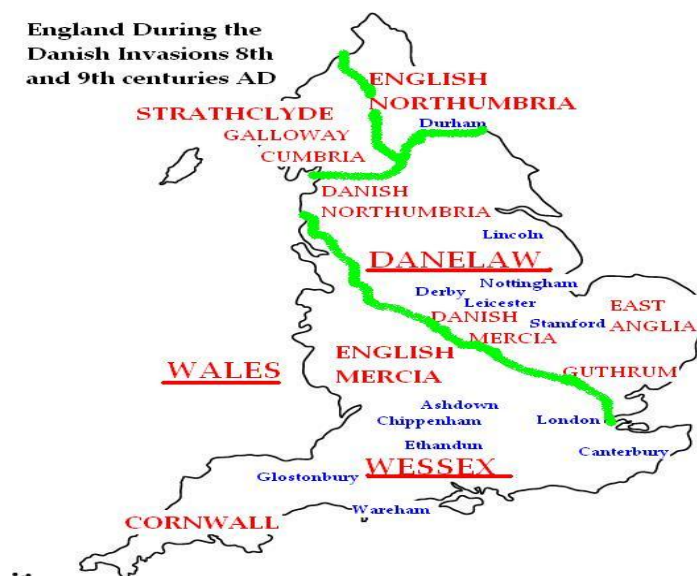 England During the
Danish Invasions 8th
and 9th centuries AD
ENGLISH
NORTHUMBRIA
STRATHCLYDE
Durham
GALLOWAY
CUMBRIA
DANISH
NORTHUMBRIA
Lincoln
DANELAW
Nottingham
Derby
Leicester
EAST
ANGLIA
DANISH
MERCIA
Stamford
ENGLISH
MERCIA
WALES
GUTHRUM
Ashdown
Chippenham
London
Ethandun
Canterbury
WESSEX
Glostonbury
Wareham
CORNWALL